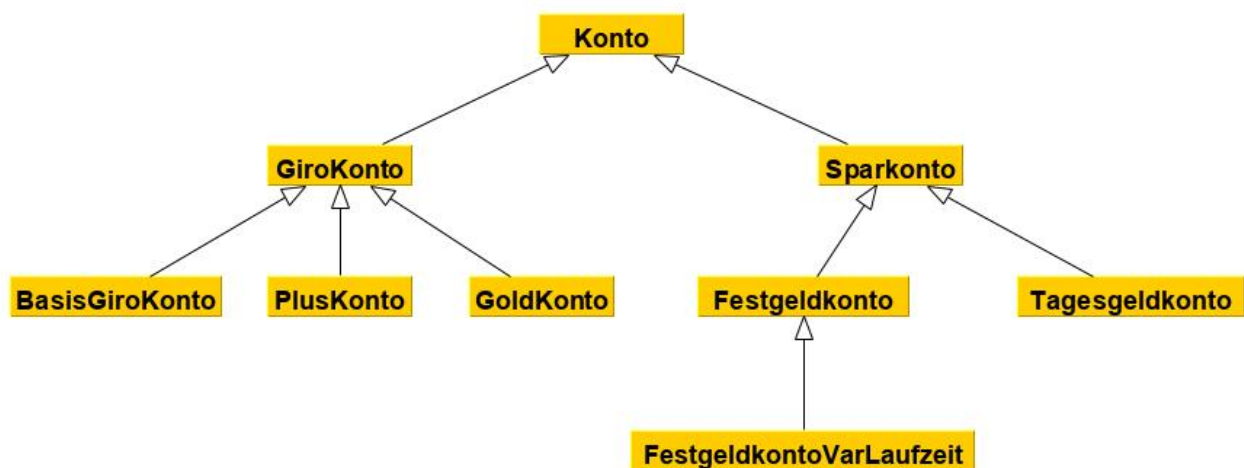 Konto
GiroKonto
Sparkonto
BasisGiroKonto
PlusKonto
GoldKonto
Festgeldkonto
Tagesgeldkonto
FestgeldkontoVarLaufzeit